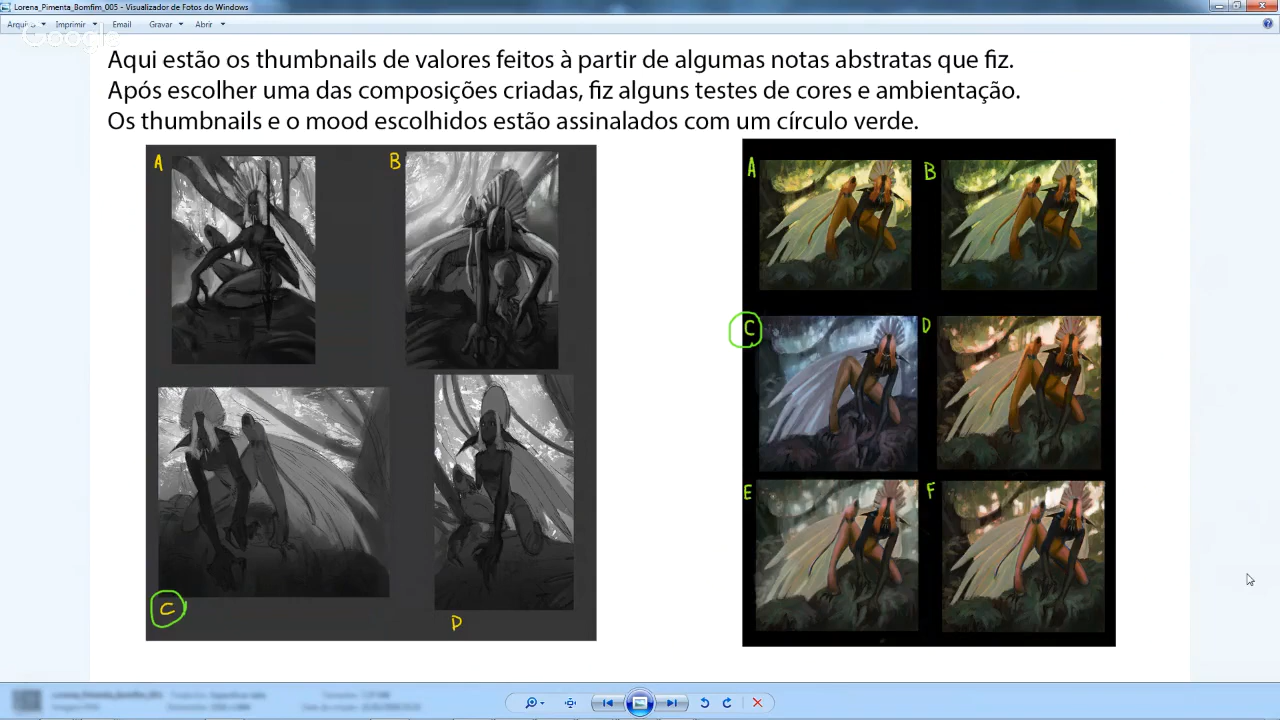 Lorena_Pimenta_Bomfim_005 - Visualizador de Fotos do Windows
Arquivo Imprimir Email Gravar Abrir
Google
Aqui estão os thumbnails de valores feitos à partir de algumas notas abstratas que fiz.
Após escolher uma das composições criadas, fiz alguns testes de cores e ambientação.
Os thumbnails e o mood escolhidos estão assinalados com um círculo verde.
A B
C
D
A B
C D
E F